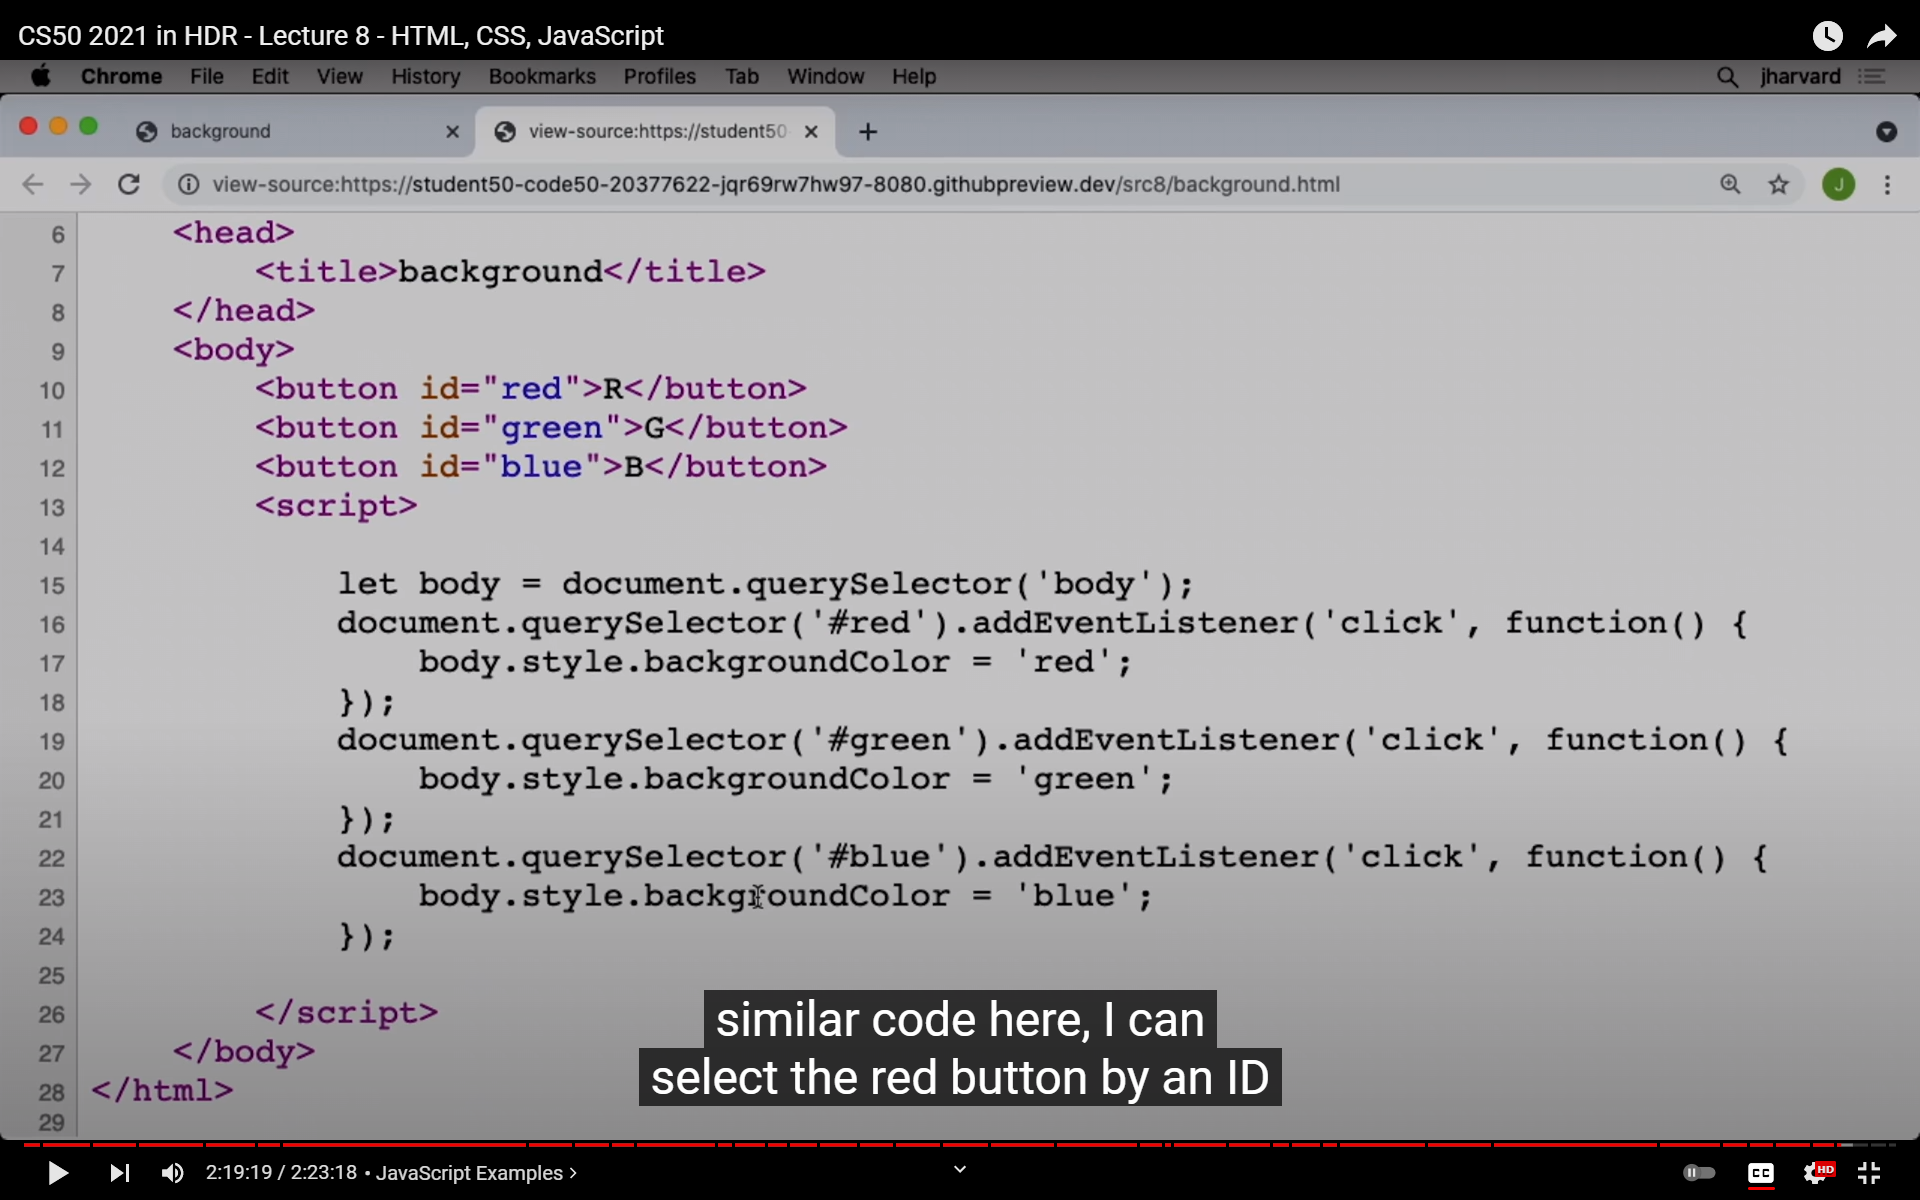 CS50 2021 in HDR - Lecture 8 - HTML, CSS, JavaScript
Chrome File Edit View History Bookmarks Profiles Tab Window Help jharvard
background view-source:https://student50-
view-source:https://student50-code50-20377622-jqr69rw7hw97-8080.githubpreview.dev/src8/background.html J
6 <head>
7 <title>background</title>
8 </head>
9 <body>
10 <button id="red">R</button>
11 <button id="green">G</button>
12 <button id="blue">B</button>
13 <script>
14
15 let body = document.querySelector('body');
16 document.querySelector('#red').addEventListener('click', function() {
17 body.style.backgroundColor = 'red';
18 });
19 document.querySelector('#green').addEventListener('click', function() {
20 body.style.backgroundColor = 'green';
21 });
22 document.querySelector('#blue').addEventListener('click', function() {
23 body.style.backgroundColor = 'blue';
24 });
25
26 </script>
27 </body>
28 </html>
29
similar code here, I can
select the red button by an ID
2:19:19 / 2:23:18 • JavaScript Examples CC HD